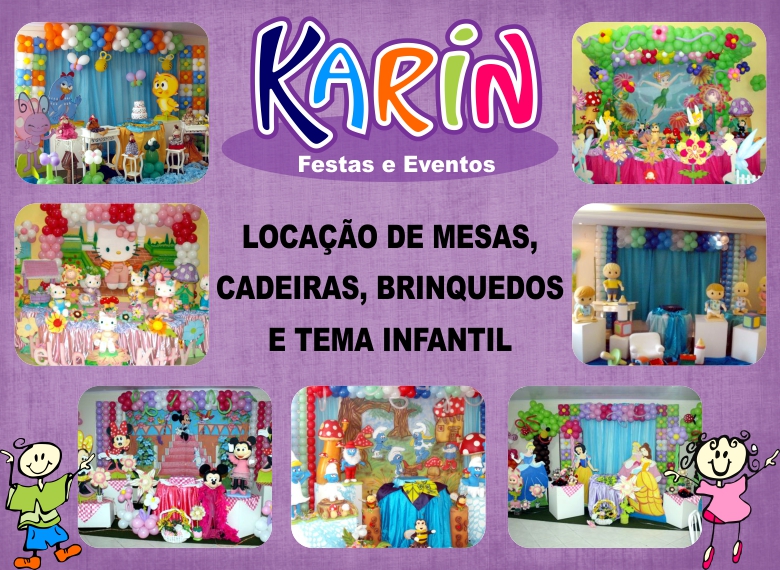 KARIN
Festas e Eventos
LOCAÇÃO DE MESAS,
CADEIRAS, BRINQUEDOS
E TEMA INFANTIL